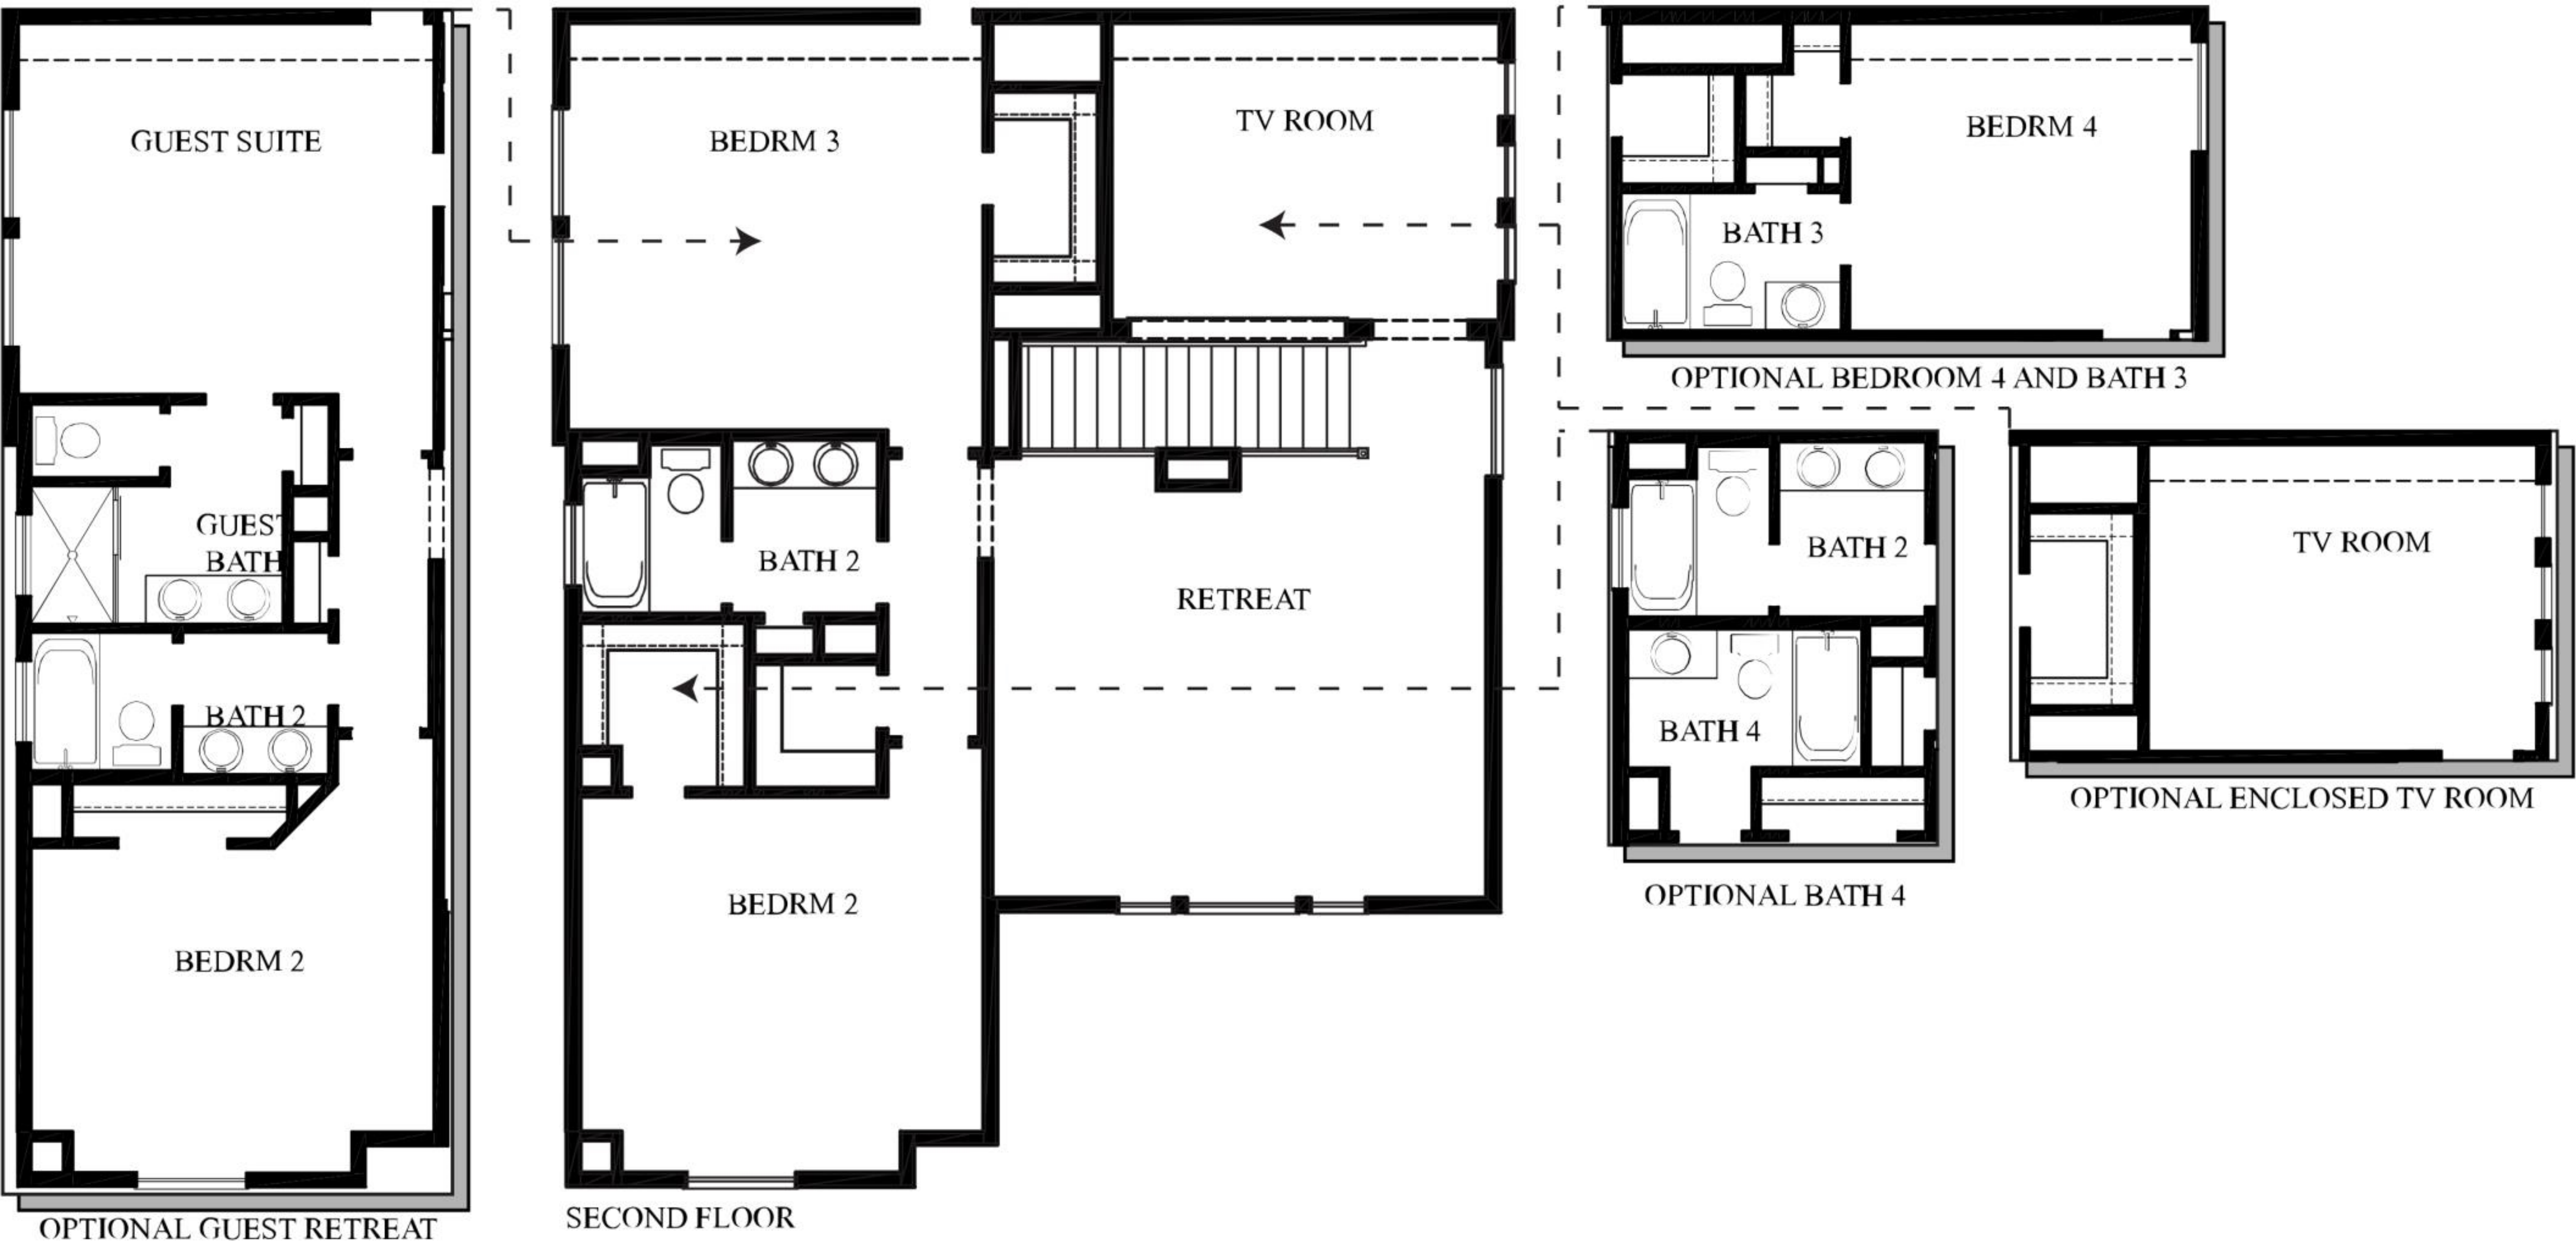 GUEST SUITE
GUEST
BATH
BATH 2
BEDRM 2
OPTIONAL GUEST RETREAT
BEDRM 3
TV ROOM
BATH 2
RETREAT
BEDRM 2
SECOND FLOOR
BEDRM 4
BATH 3
OPTIONAL BEDROOM 4 AND BATH 3
BATH 2
BATH 4
OPTIONAL BATH 4
TV ROOM
OPTIONAL ENCLOSED TV ROOM